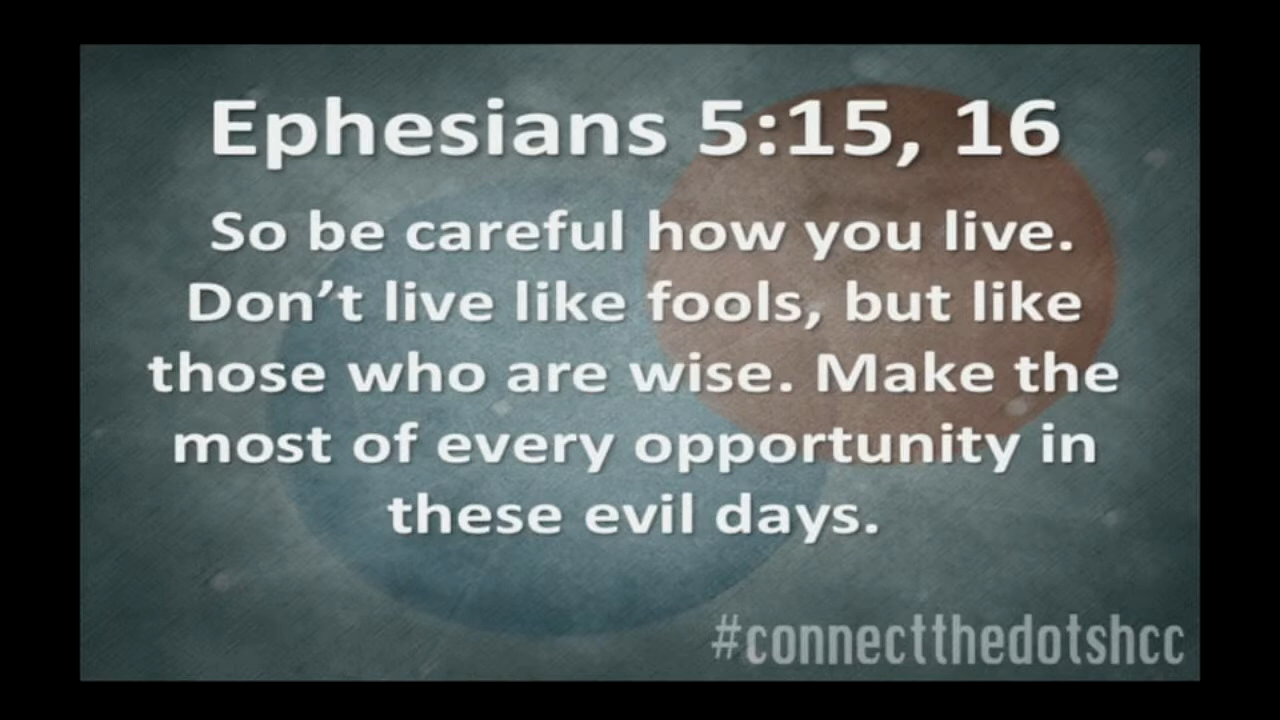 Ephesians 5:15, 16
So be careful how you live.
Don’t live like fools, but like
those who are wise. Make the
most of every opportunity in
these evil days.
#connectthedotshcc